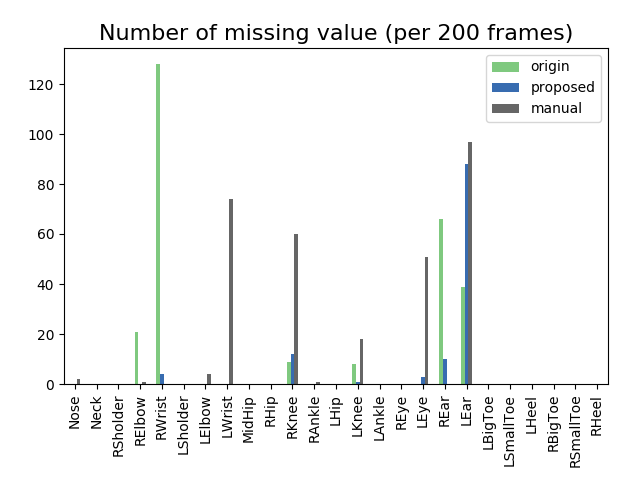 Number of missing value (per 200 frames)
origin
proposed
manual
120
100
80
60
40
20
0
Nose
Neck
RSholder
RElbow
RWrist
LSholder
LElbow
LWrist
MidHip
RHip
RKnee
RAnkle
LHip
LKnee
LAnkle
REye
LEye
REar
LEar
LBigToe
LSmallToe
LHeel
RBigToe
RSmallToe
RHeel